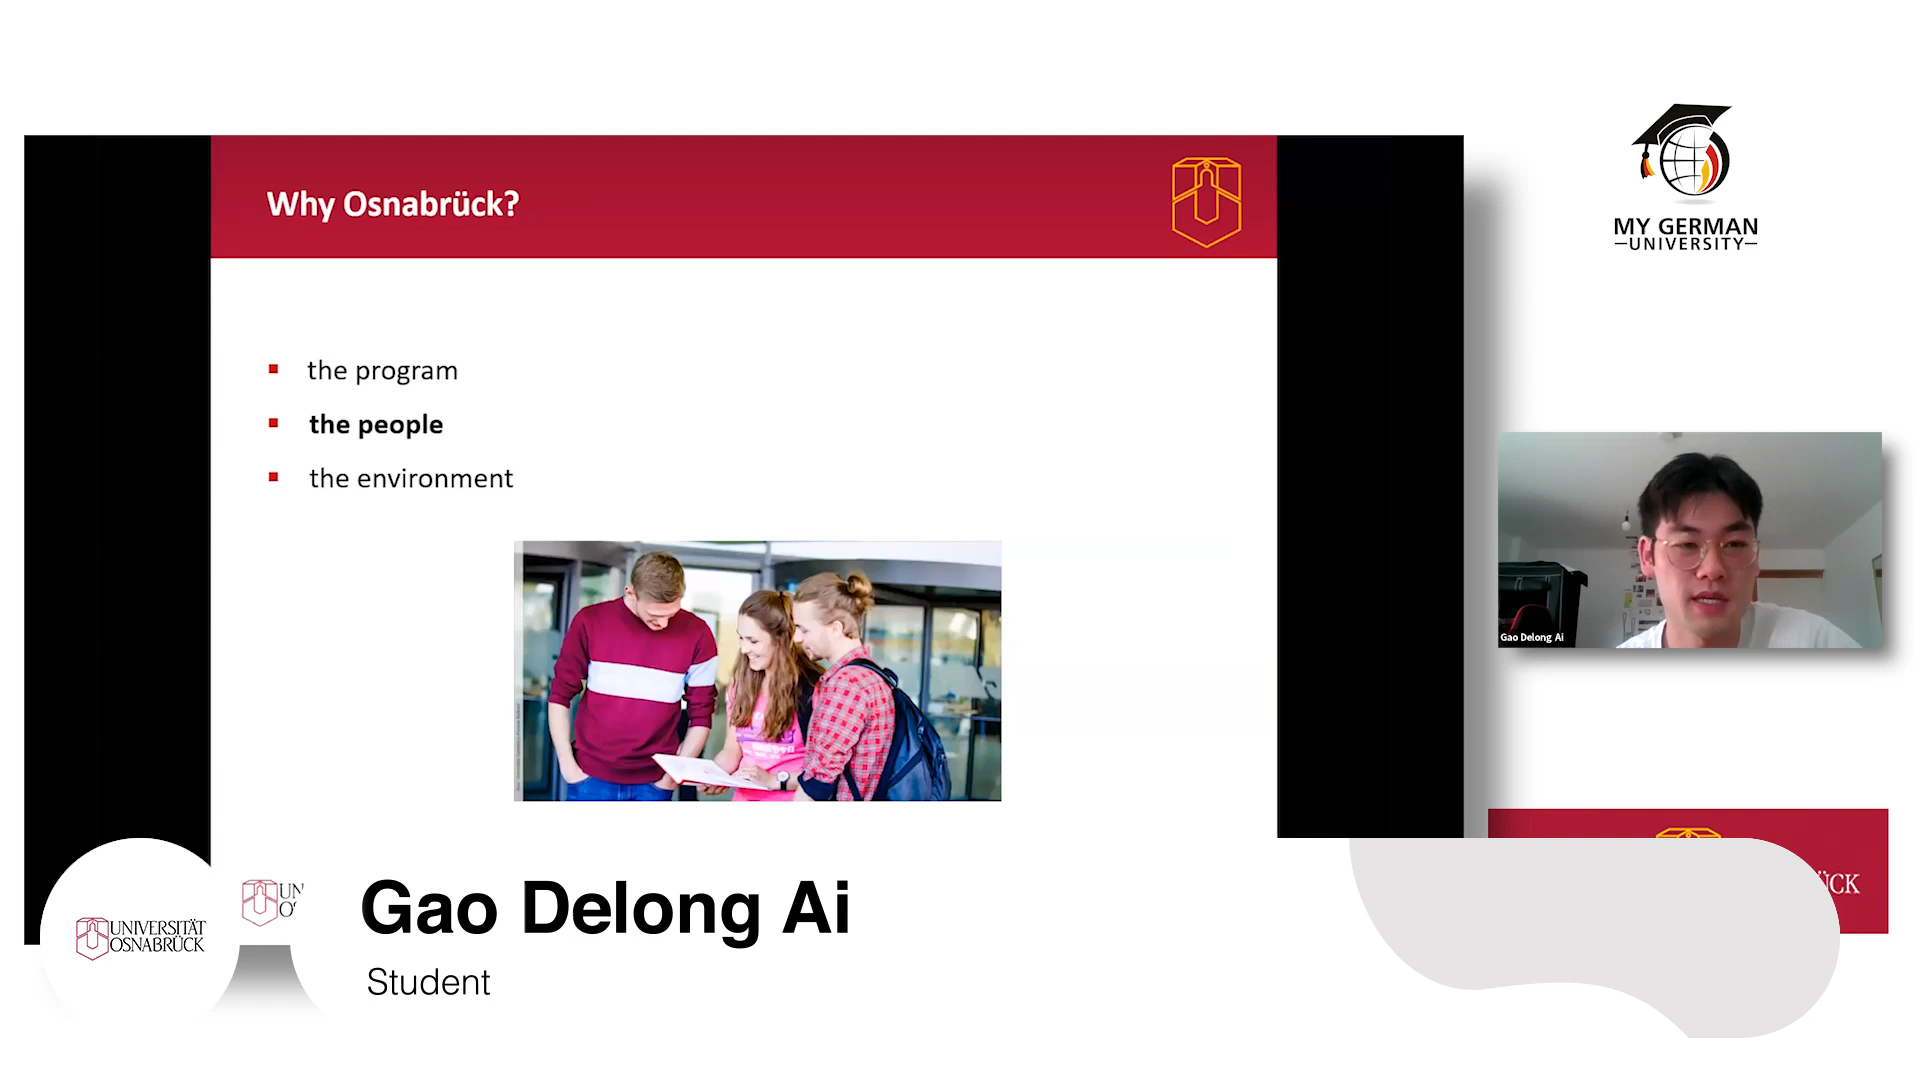 Why Osnabrück?
the program
the people
the environment
MY GERMAN
UNIVERSITY
Gao Delong Ai
UNIVERSITÄT
OSNABRÜCK
Gao Delong Ai
Student